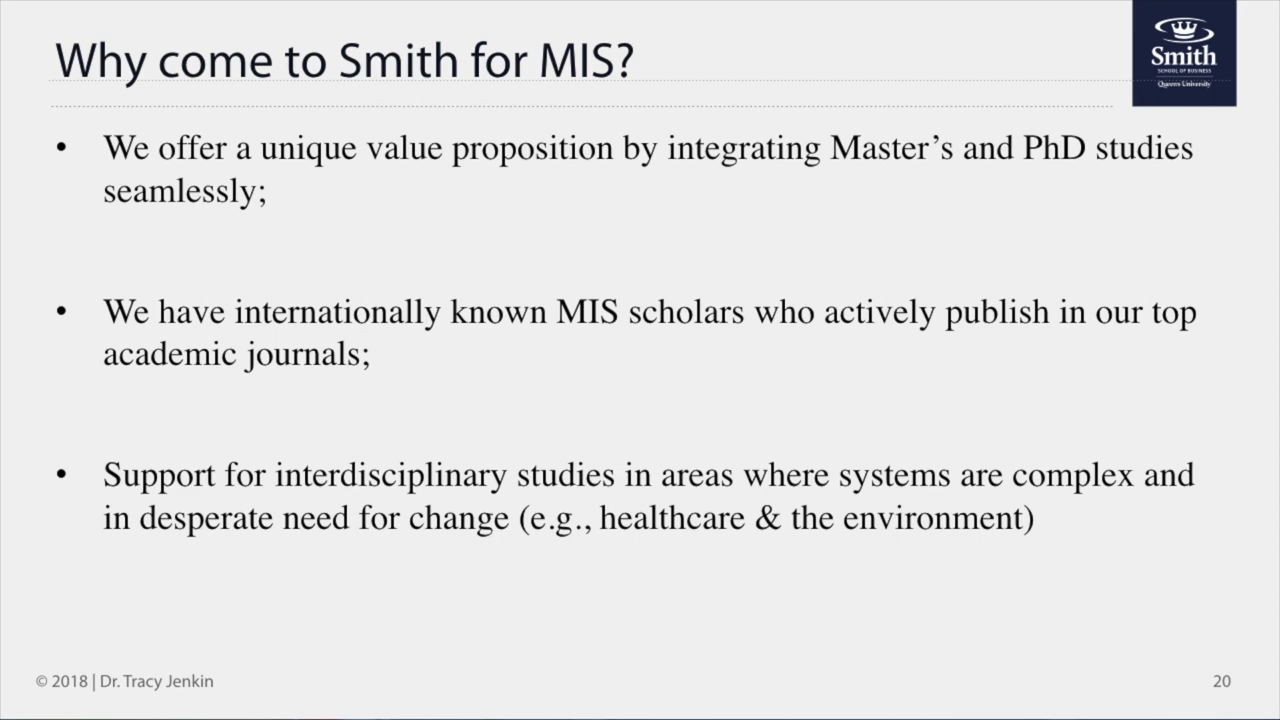 Why come to Smith for MIS?
Smith
SCHOOL OF BUSINESS
Queen's University
• We offer a unique value proposition by integrating Master’s and PhD studies
seamlessly;
• We have internationally known MIS scholars who actively publish in our top
academic journals;
• Support for interdisciplinary studies in areas where systems are complex and
in desperate need for change (e.g., healthcare & the environment)
© 2018 | Dr. Tracy Jenkin
20